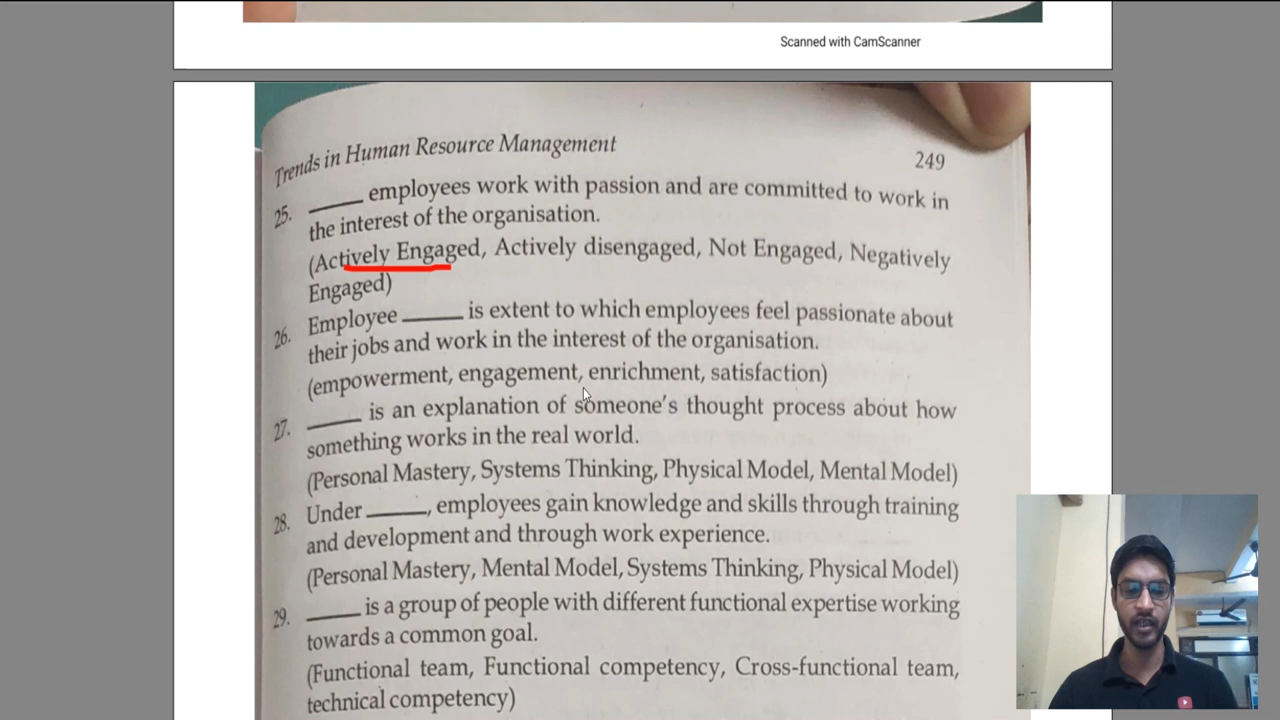 Scanned with CamScanner
Trends in Human Resource Management
249
25. _____ employees work with passion and are committed to work in
the interest of the organisation.
(Actively Engaged, Actively disengaged, Not Engaged, Negatively
Engaged)
26. Employee _____ is extent to which employees feel passionate about
their jobs and work in the interest of the organisation.
(empowerment, engagement, enrichment, satisfaction)
27. _____ is an explanation of someone's thought process about how
something works in the real world.
(Personal Mastery, Systems Thinking, Physical Model, Mental Model)
28. Under _____, employees gain knowledge and skills through training
and development and through work experience.
(Personal Mastery, Mental Model, Systems Thinking, Physical Model)
29. _____ is a group of people with different functional expertise working
towards a common goal.
(Functional team, Functional competency, Cross-functional team,
technical competency)